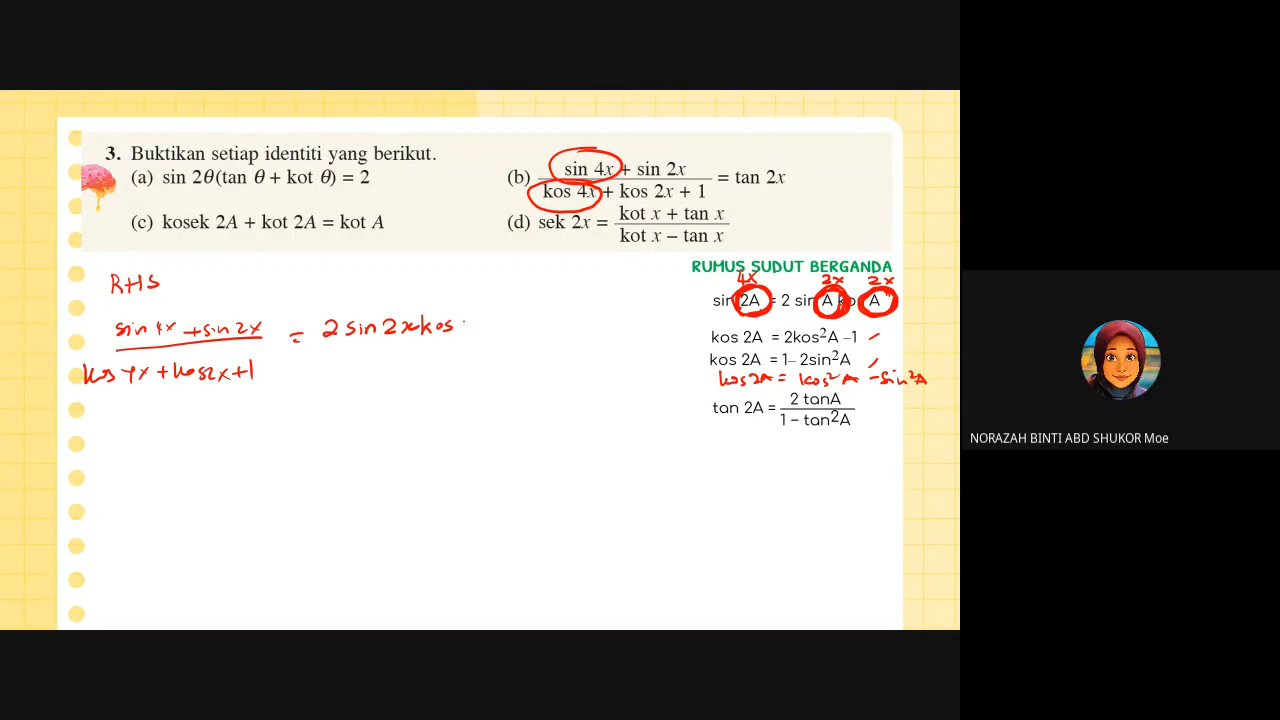 3. Buktikan setiap identiti yang berikut.
(a) sin 2θ(tan θ + kot θ) = 2
(b) sin 4x + sin 2x / kos 4x + kos 2x + 1 = tan 2x
(c) kosek 2A + kot 2A = kot A
(d) sek 2x = kot x + tan x / kot x − tan x
RUMUS SUDUT BERGANDA
4x 2x 2x
sin 2A = 2 sin A ko A
kos 2A = 2kos²A −1
kos 2A = 1− 2sin²A
kos 2A = kos² A − sin²A
tan 2A = 2 tanA / 1 − tan²A
RHS
sin 4x + sin 2x / kos 4x + kos2x + 1 = 2 sin 2x kos
NORAZAH BINTI ABD SHUKOR Moe